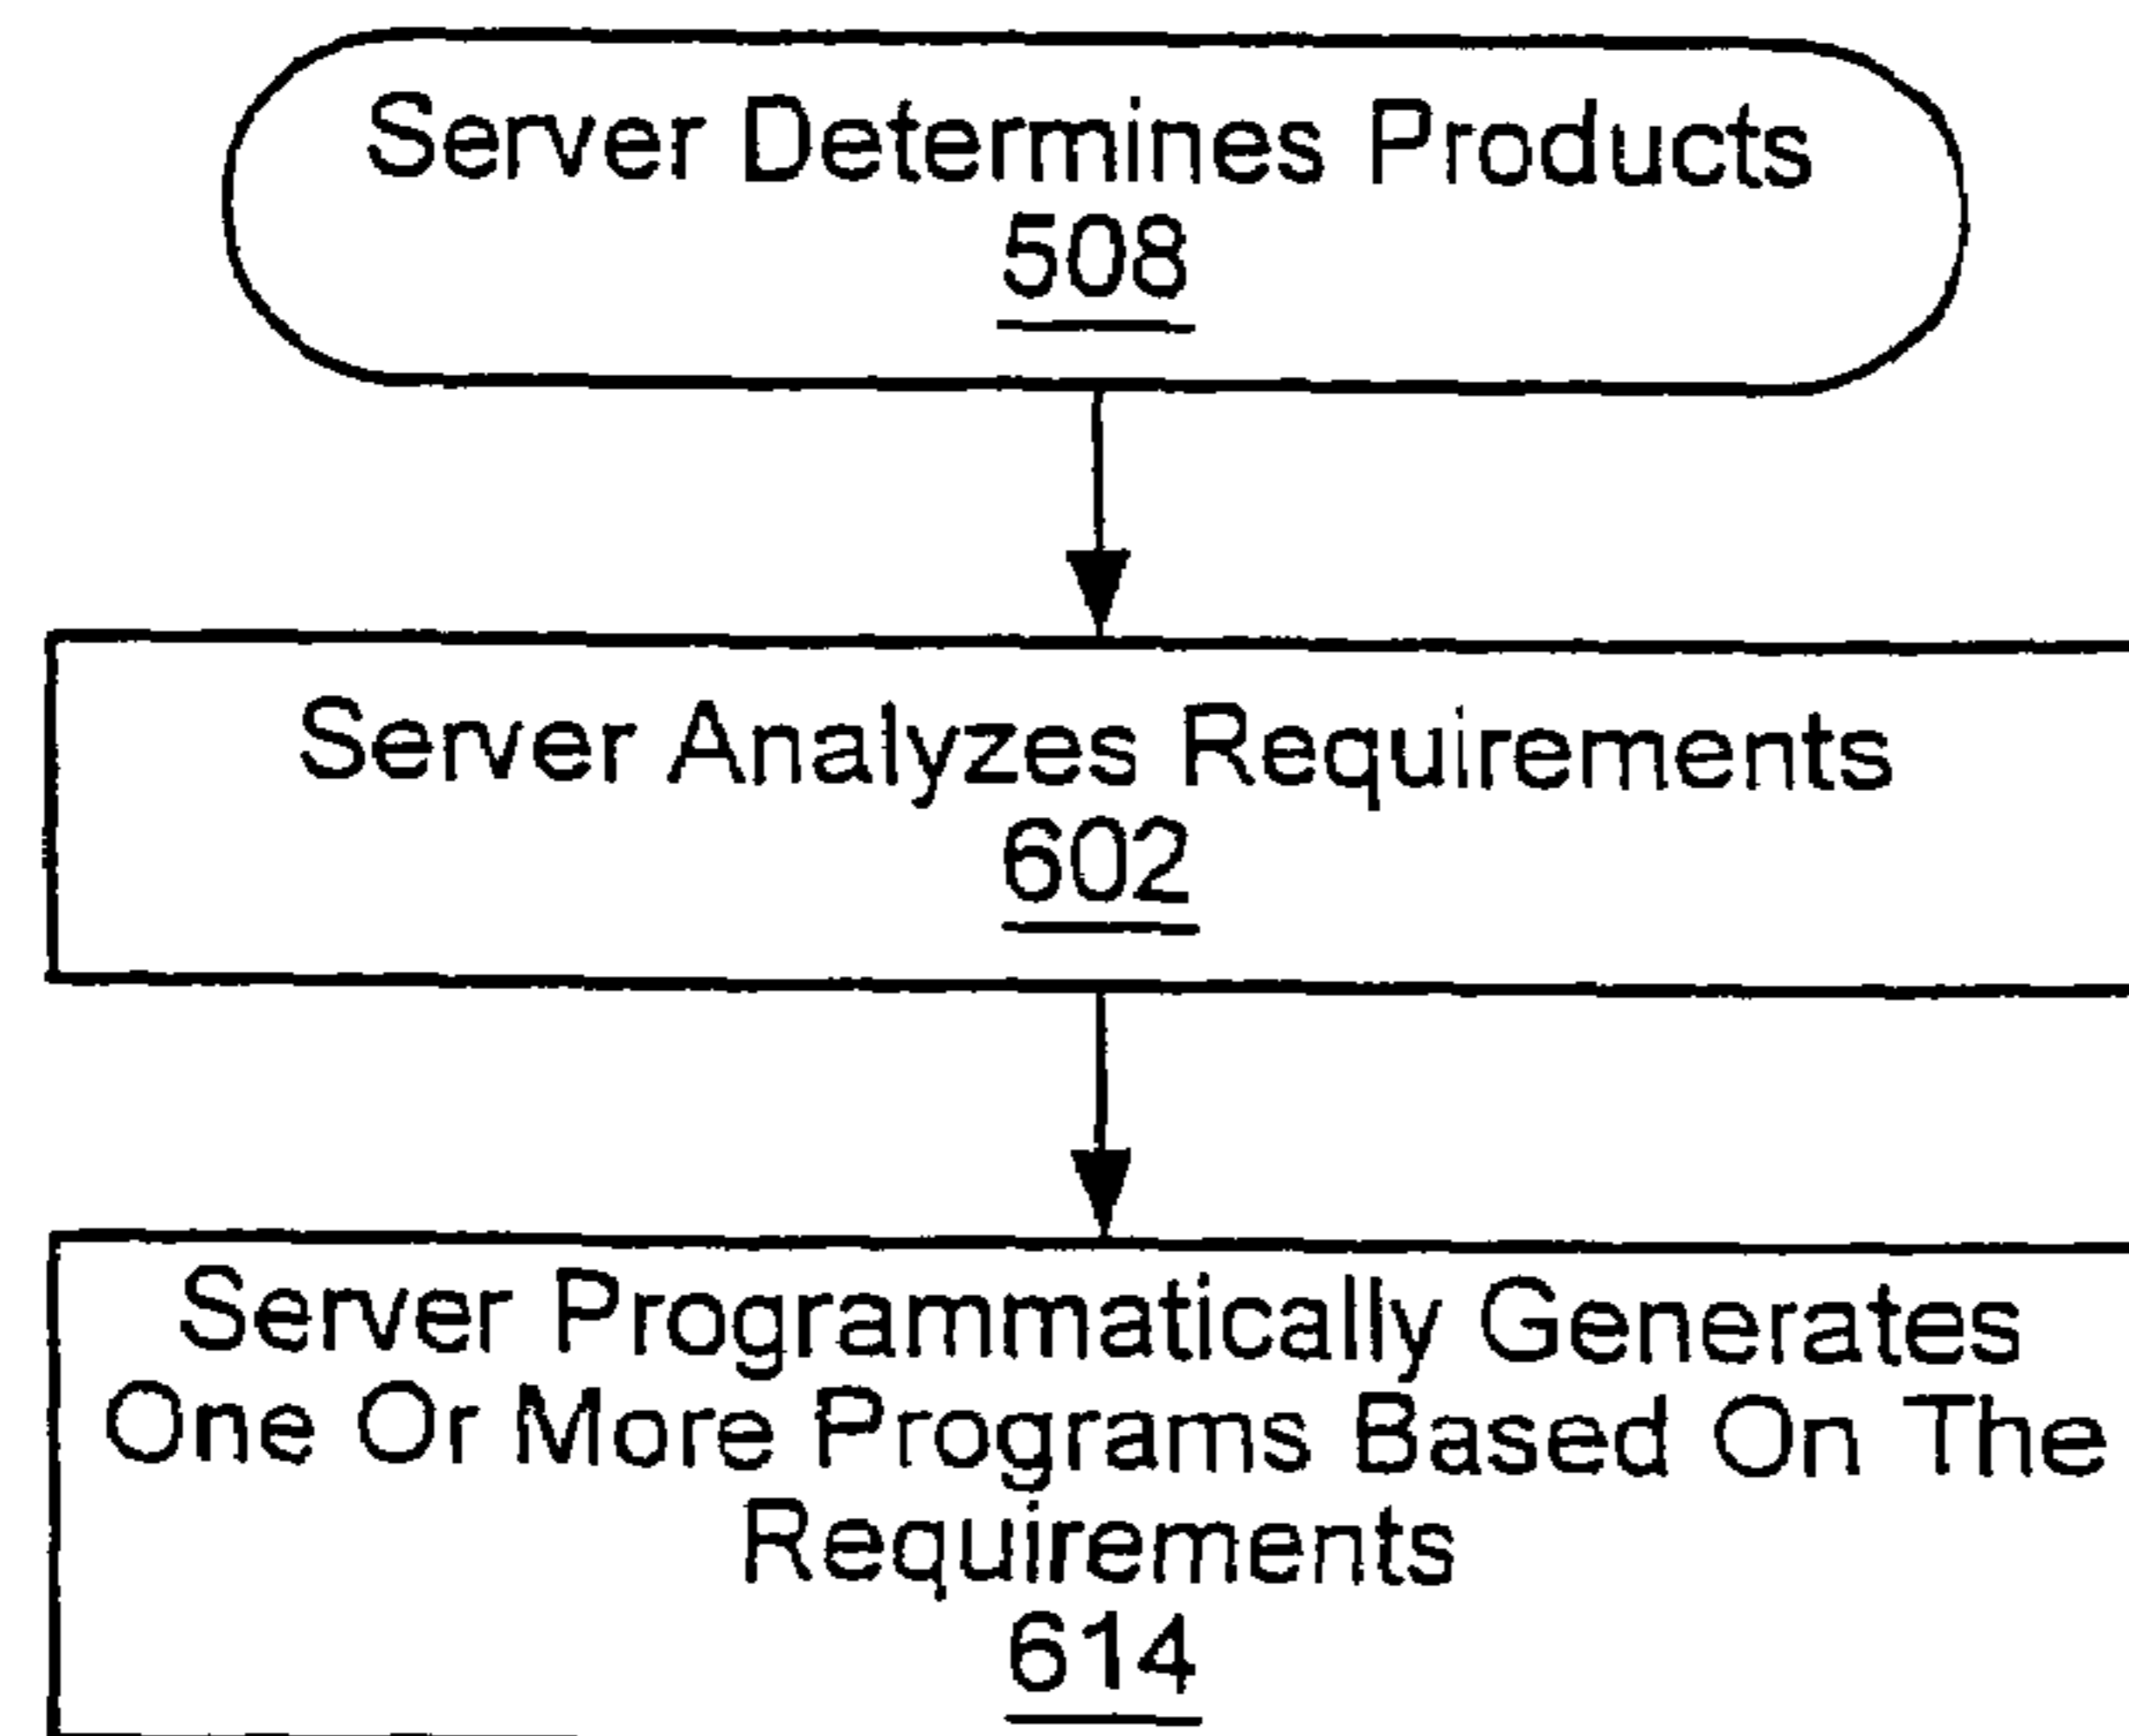 Server Determines Products
508
Server Analyzes Requirements
602
Server Programmatically Generates
One Or More Programs Based On The
Requirements
614